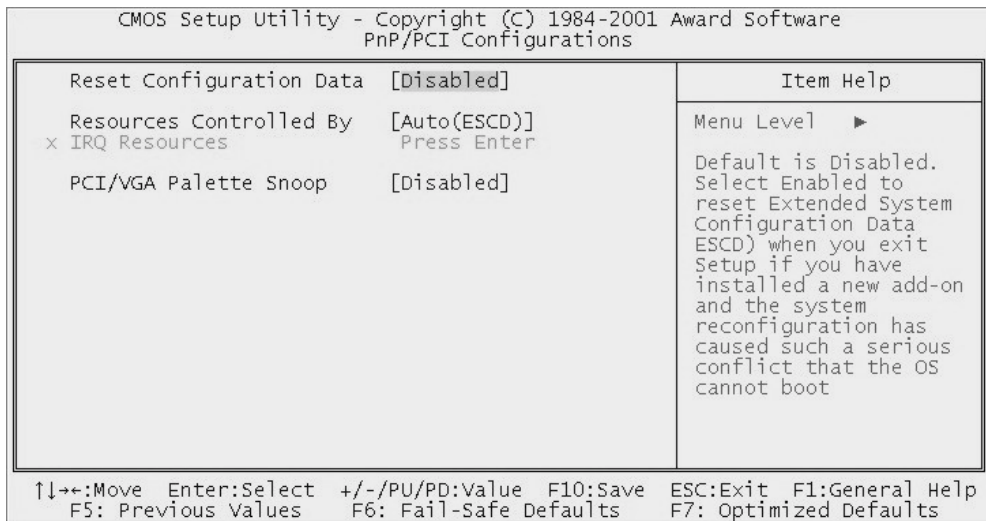 CMOS Setup Utility - Copyright (C) 1984-2001 Award Software
PnP/PCI Configurations
Reset Configuration Data [Disabled]
Resources Controlled By [Auto(ESCD)]
x IRQ Resources Press Enter
PCI/VGA Palette Snoop [Disabled]
Item Help
Menu Level ►
Default is Disabled.
Select Enabled to
reset Extended System
Configuration Data
ESCD) when you exit
Setup if you have
installed a new add-on
and the system
reconfiguration has
caused such a serious
conflict that the OS
cannot boot
↑↓→←:Move Enter:Select +/-/PU/PD:Value F10:Save ESC:Exit F1:General Help
F5: Previous Values F6: Fail-Safe Defaults F7: Optimized Defaults